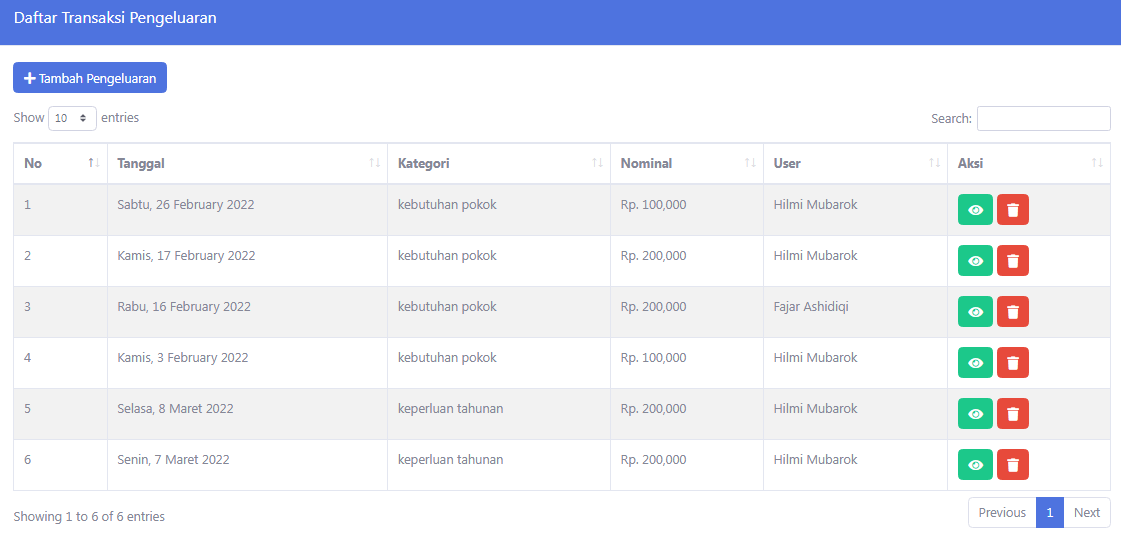 Daftar Transaksi Pengeluaran
Tambah Pengeluaran
Show 10 entries Search:
No Tanggal Kategori Nominal User Aksi
1 Sabtu, 26 February 2022 kebutuhan pokok Rp. 100,000 Hilmi Mubarok
2 Kamis, 17 February 2022 kebutuhan pokok Rp. 200,000 Hilmi Mubarok
3 Rabu, 16 February 2022 kebutuhan pokok Rp. 200,000 Fajar Ashidiqi
4 Kamis, 3 February 2022 kebutuhan pokok Rp. 100,000 Hilmi Mubarok
5 Selasa, 8 Maret 2022 keperluan tahunan Rp. 200,000 Hilmi Mubarok
6 Senin, 7 Maret 2022 keperluan tahunan Rp. 200,000 Hilmi Mubarok
Showing 1 to 6 of 6 entries Previous 1 Next